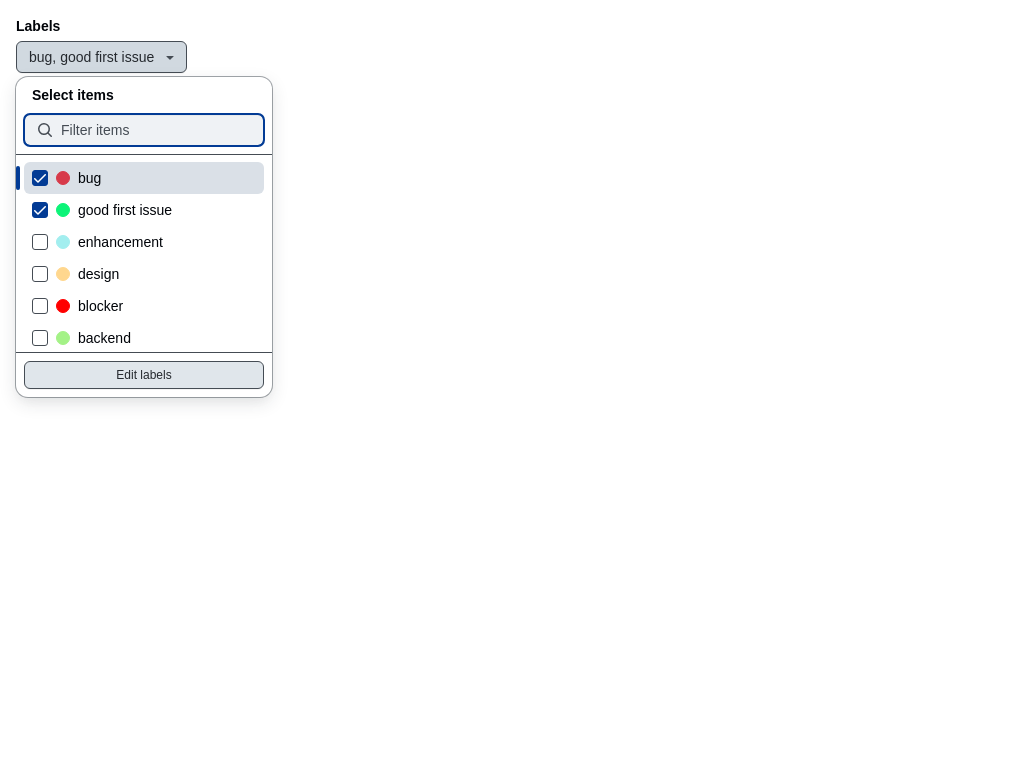 Labels
bug, good first issue
Select items
Filter items
bug
good first issue
enhancement
design
blocker
backend
Edit labels